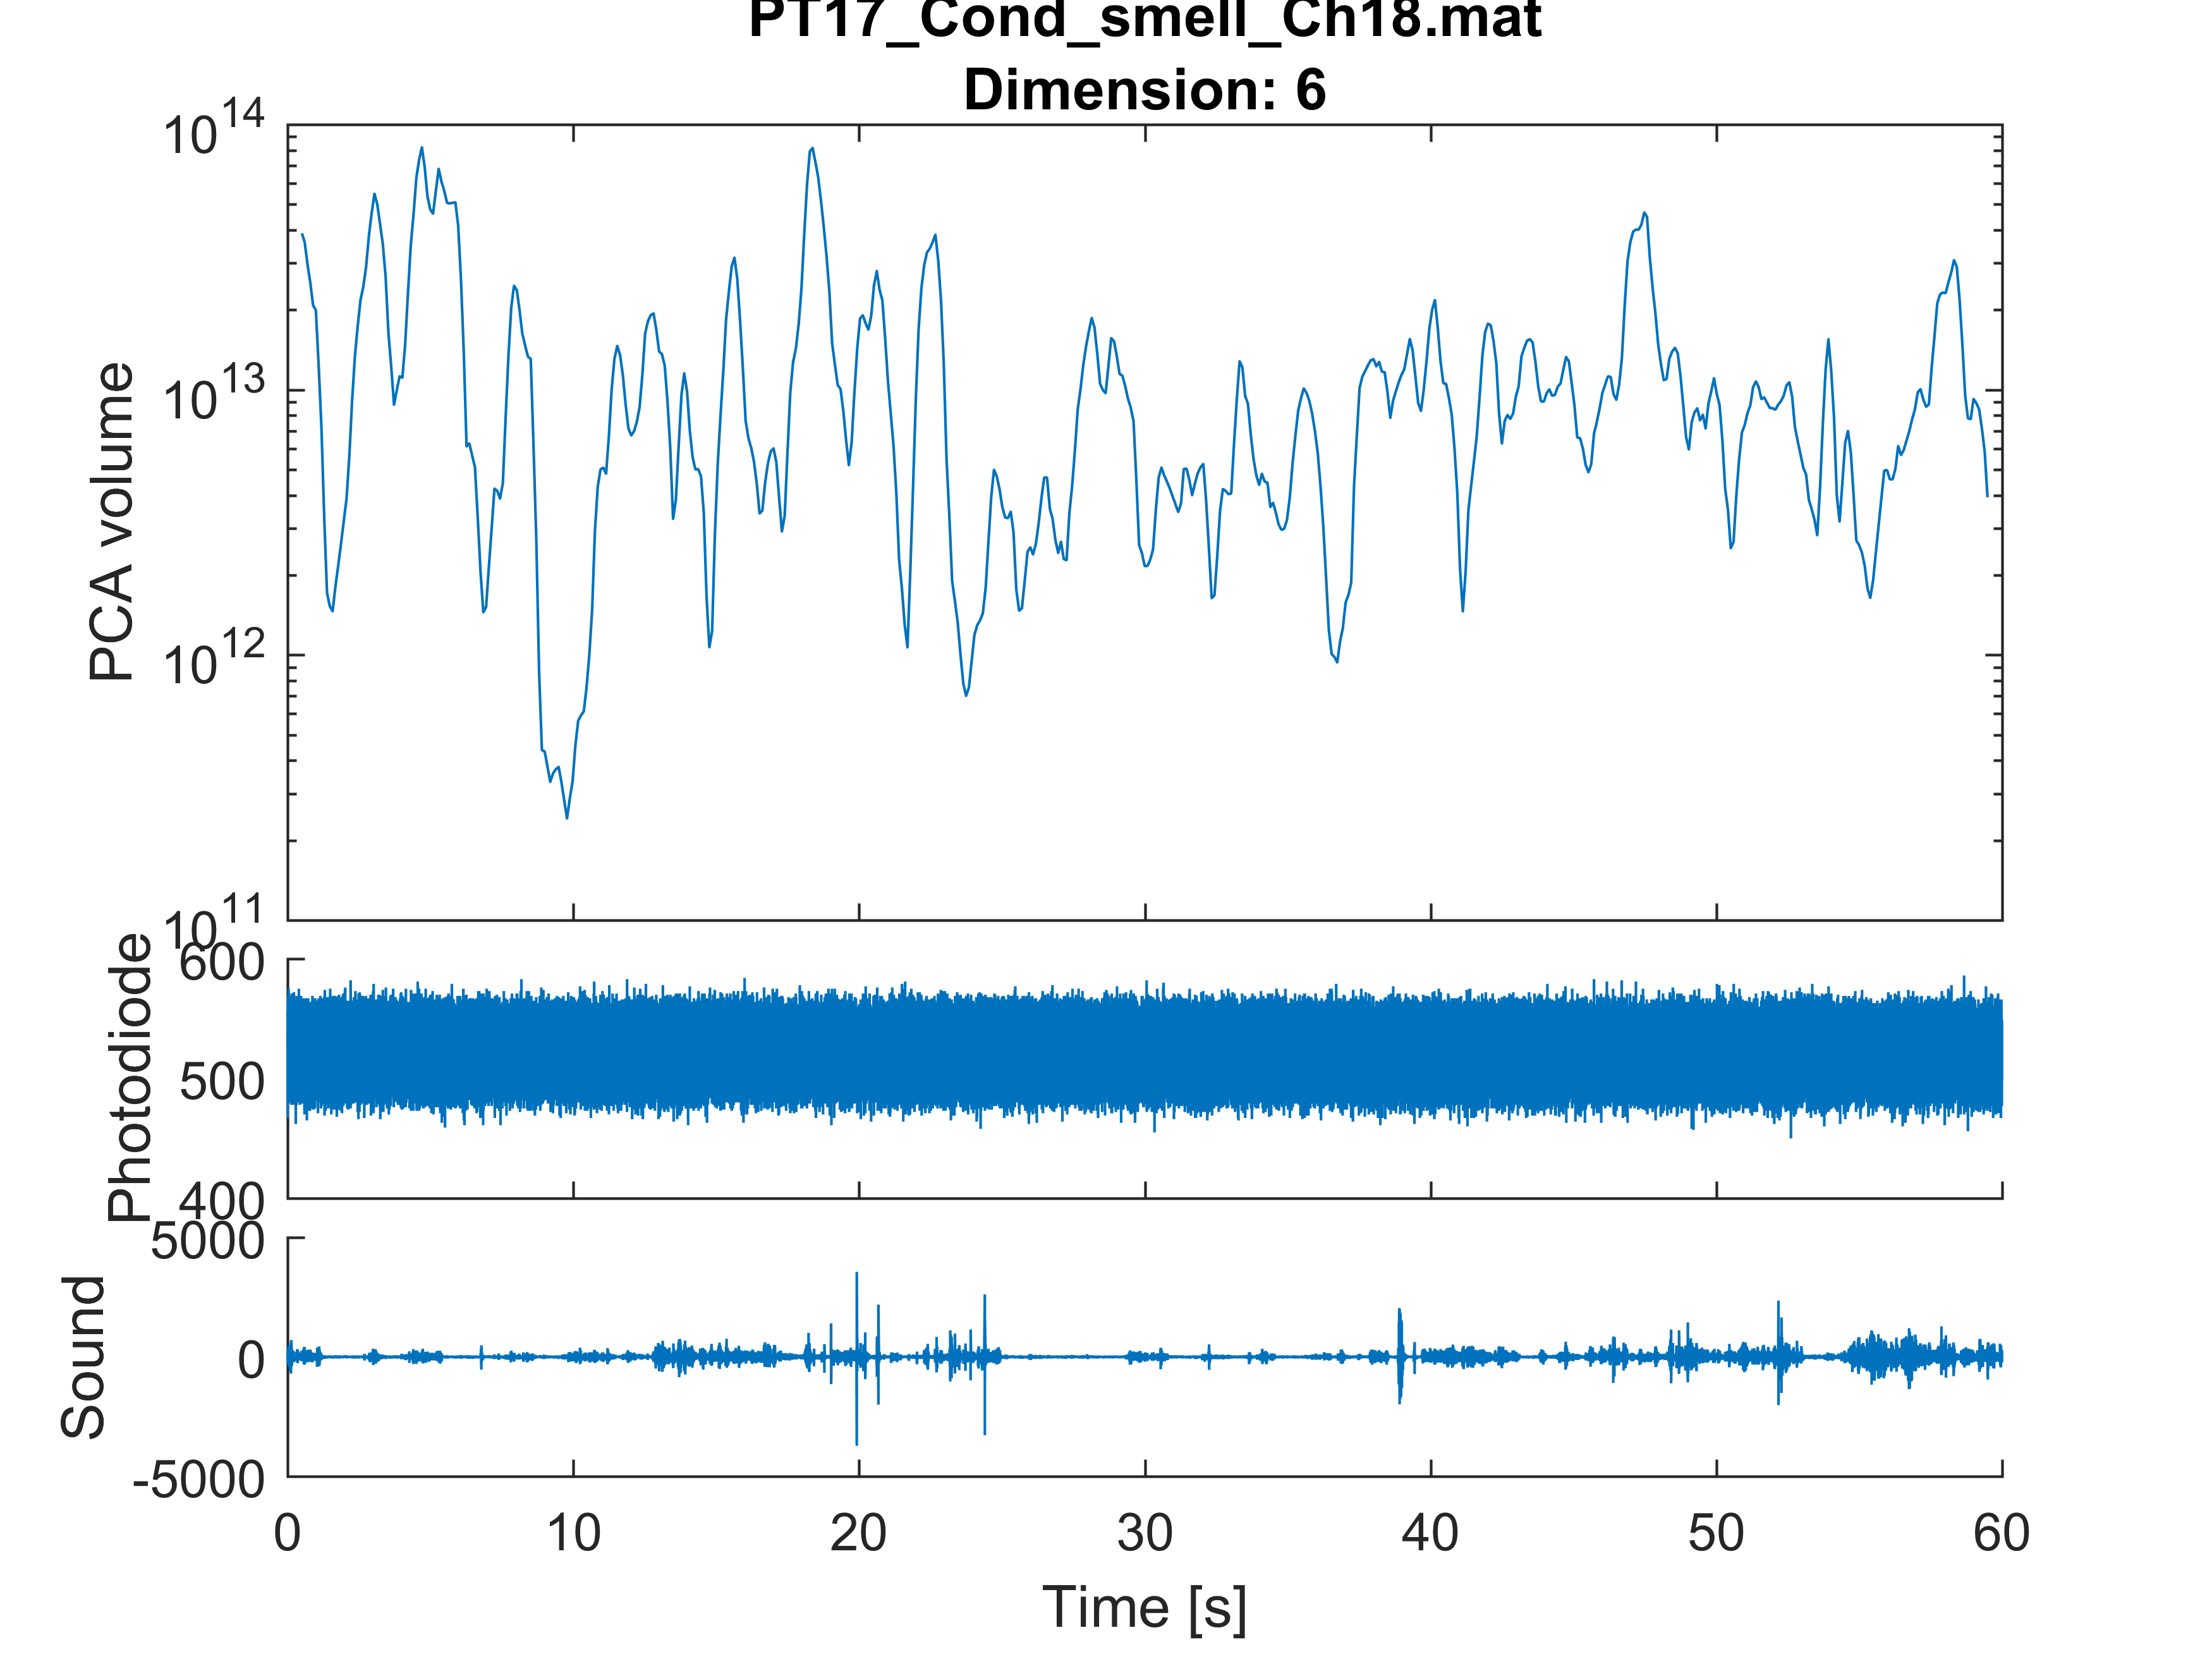 PT17_Cond_smell_Ch18.mat
Dimension: 6
10^14
10^13
10^12
10^11
PCA volume
600
500
400
Photodiode
5000
0
-5000
Sound
0 10 20 30 40 50 60
Time [s]